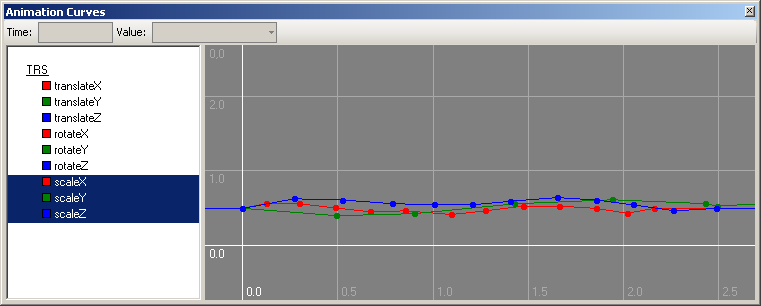 Animation Curves
Time: Value:
TRS
translateX
translateY
translateZ
rotateX
rotateY
rotateZ
scaleX
scaleY
scaleZ
0,0
2.0
1.0
0.0
0.0 0.5 1.0 1.5 2.0 2.5